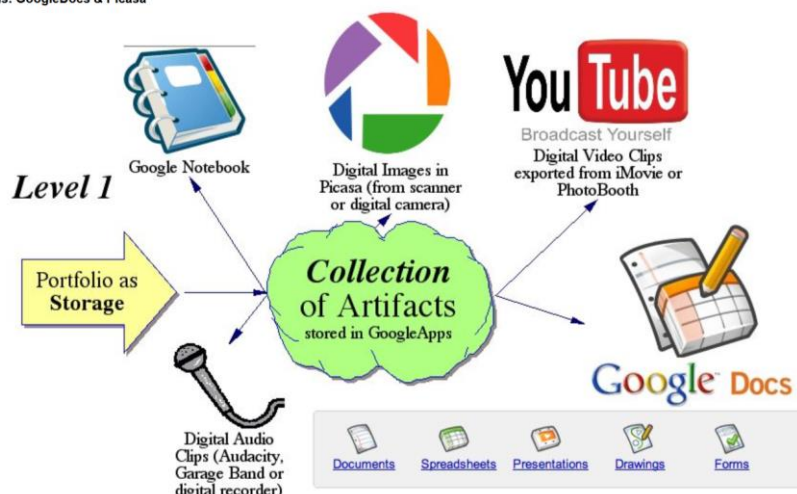 s: GoogleDocs & Picasa
Google Notebook
Digital Images in
Picasa (from scanner
or digital camera)
You Tube
Broadcast Yourself
Digital Video Clips
exported from iMovie or
PhotoBooth
Level 1
Portfolio as
Storage
Collection
of Artifacts
stored in GoogleApps
Google Docs
Digital Audio
Clips (Audacity,
Garage Band or
digital recorder)
Documents
Spreadsheets
Presentations
Drawings
Forms